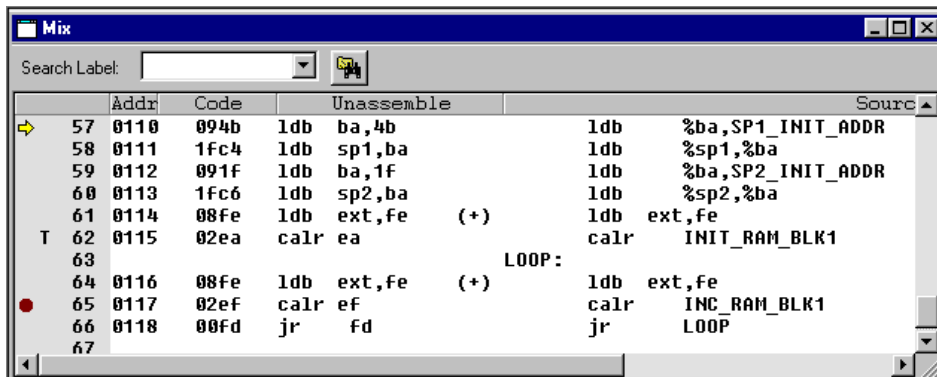 Mix
Search Label:
Addr Code Unassemble Sourc
57 0110 094b ldb ba,4b ldb %ba,SP1_INIT_ADDR
58 0111 1fc4 ldb sp1,ba ldb %sp1,%ba
59 0112 091f ldb ba,1f ldb %ba,SP2_INIT_ADDR
60 0113 1fc6 ldb sp2,ba ldb %sp2,%ba
61 0114 08fe ldb ext,fe (+) ldb ext,fe
T 62 0115 02ea calr ea calr INIT_RAM_BLK1
63 LOOP:
64 0116 08fe ldb ext,fe (+) ldb ext,fe
65 0117 02ef calr ef calr INC_RAM_BLK1
66 0118 00fd jr fd jr LOOP
67